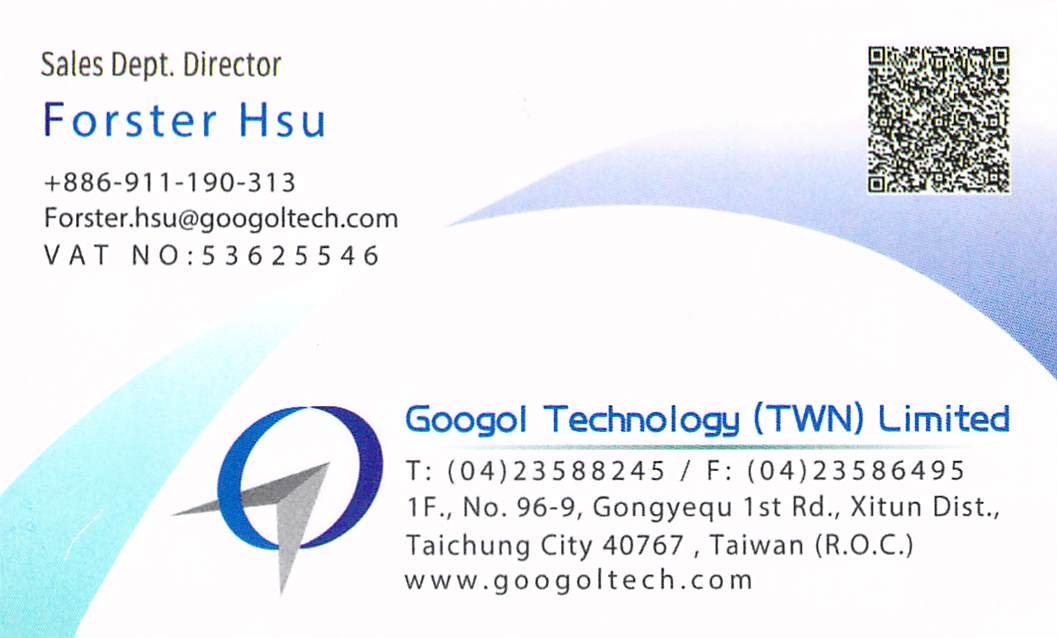 Sales Dept. Director
Forster Hsu
+886-911-190-313
Forster.hsu@googoltech.com
VAT NO:53625546
Googol Technology (TWN) Limited
T: (04)23588245 / F: (04)23586495
1F., No. 96-9, Gongyequ 1st Rd., Xitun Dist.,
Taichung City 40767 , Taiwan (R.O.C.)
www.googoltech.com